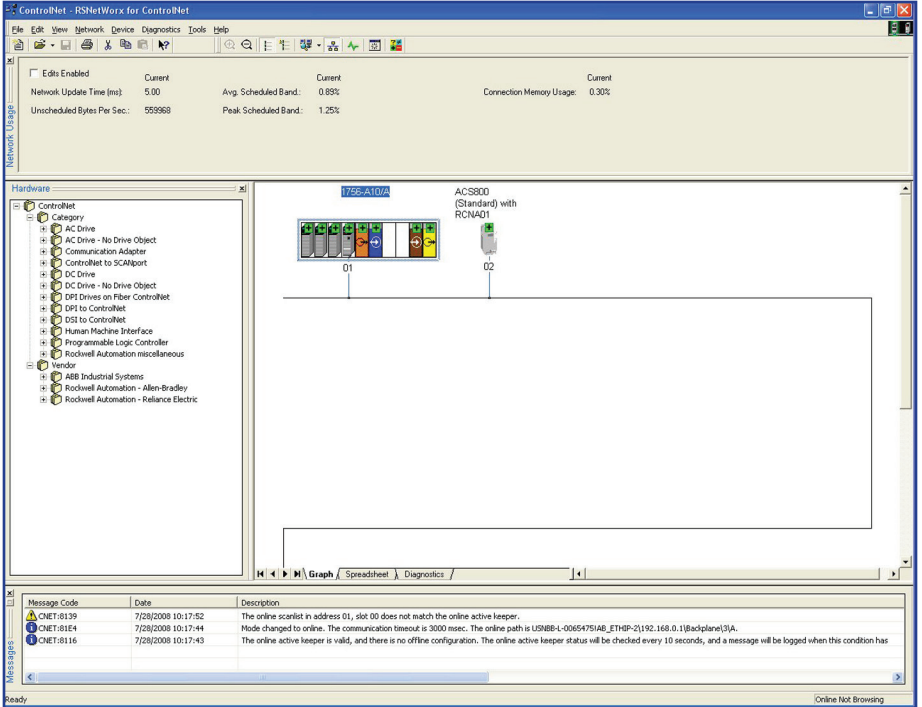 ControlNet - RSNetWorx for ControlNet
File Edit View Network Device Diagnostics Tools Help
Network Usage
Edits Enabled
Current Current Current
Network Update Time (ms): 5.00 Avg. Scheduled Band.: 0.89% Connection Memory Usage: 0.30%
Unscheduled Bytes Per Sec.: 559968 Peak Scheduled Band.: 1.25%
Hardware
ControlNet
Category
AC Drive
AC Drive - No Drive Object
Communication Adapter
ControlNet to SCANport
DC Drive
DC Drive - No Drive Object
DPI Drives on Fiber ControlNet
DPI to ControlNet
DSI to ControlNet
Human Machine Interface
Programmable Logic Controller
Rockwell Automation miscellaneous
Vendor
ABB Industrial Systems
Rockwell Automation - Allen-Bradley
Rockwell Automation - Reliance Electric
1756-A10/A
ACS800
(Standard) with
RCNA01
01
02
Graph Spreadsheet Diagnostics
Messages
Message Code Date Description
CNET:8139 7/28/2008 10:17:52 The online scanlist in address 01, slot 00 does not match the online active keeper.
CNET:81E4 7/28/2008 10:17:44 Mode changed to online. The communication timeout is 3000 msec. The online path is USNBB-L-0065475!AB_ETHIP-2\192.168.0.1\Backplane\3\A.
CNET:8116 7/28/2008 10:17:43 The online active keeper is valid, and there is no offline configuration. The online active keeper status will be checked every 10 seconds, and a message will be logged when this condition has
Ready
Online Not Browsing